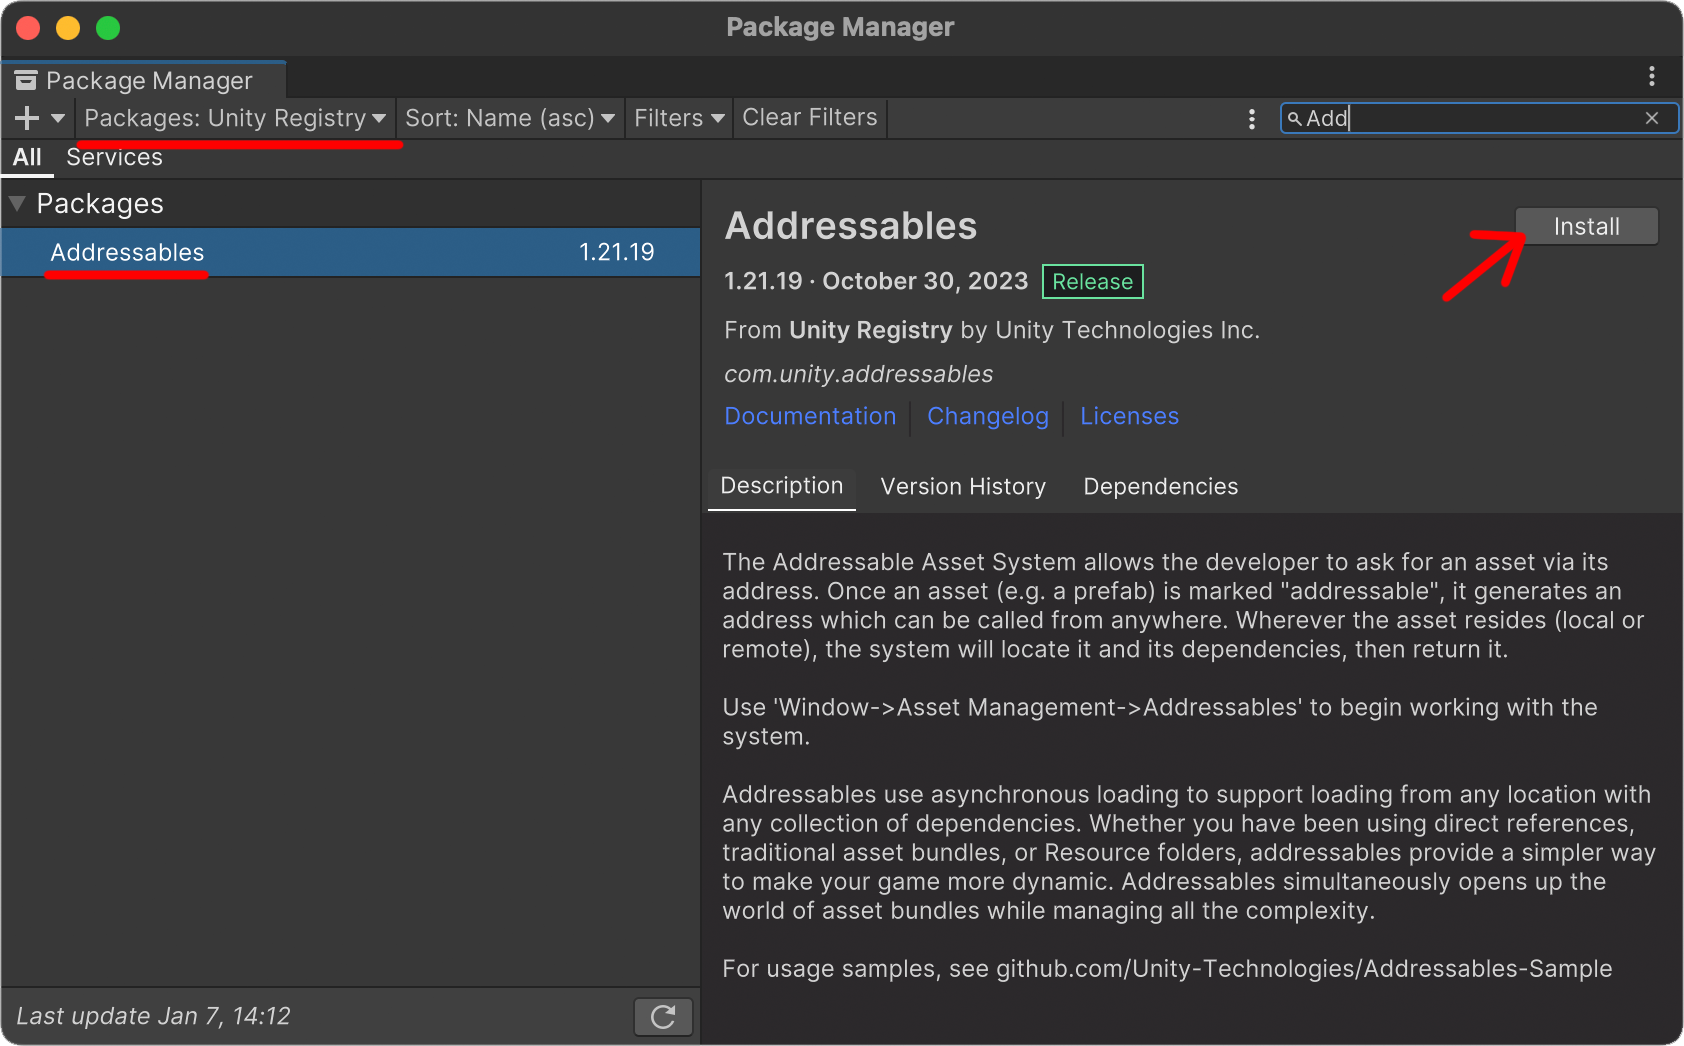 Package Manager
Package Manager
Packages: Unity Registry Sort: Name (asc) Filters Clear Filters Add
All Services
Packages
Addressables 1.21.19
Addressables
Install
1.21.19 · October 30, 2023 Release
From Unity Registry by Unity Technologies Inc.
com.unity.addressables
Documentation Changelog Licenses
Description Version History Dependencies
The Addressable Asset System allows the developer to ask for an asset via its
address. Once an asset (e.g. a prefab) is marked "addressable", it generates an
address which can be called from anywhere. Wherever the asset resides (local or
remote), the system will locate it and its dependencies, then return it.
Use 'Window->Asset Management->Addressables' to begin working with the
system.
Addressables use asynchronous loading to support loading from any location with
any collection of dependencies. Whether you have been using direct references,
traditional asset bundles, or Resource folders, addressables provide a simpler way
to make your game more dynamic. Addressables simultaneously opens up the
world of asset bundles while managing all the complexity.
For usage samples, see github.com/Unity-Technologies/Addressables-Sample
Last update Jan 7, 14:12